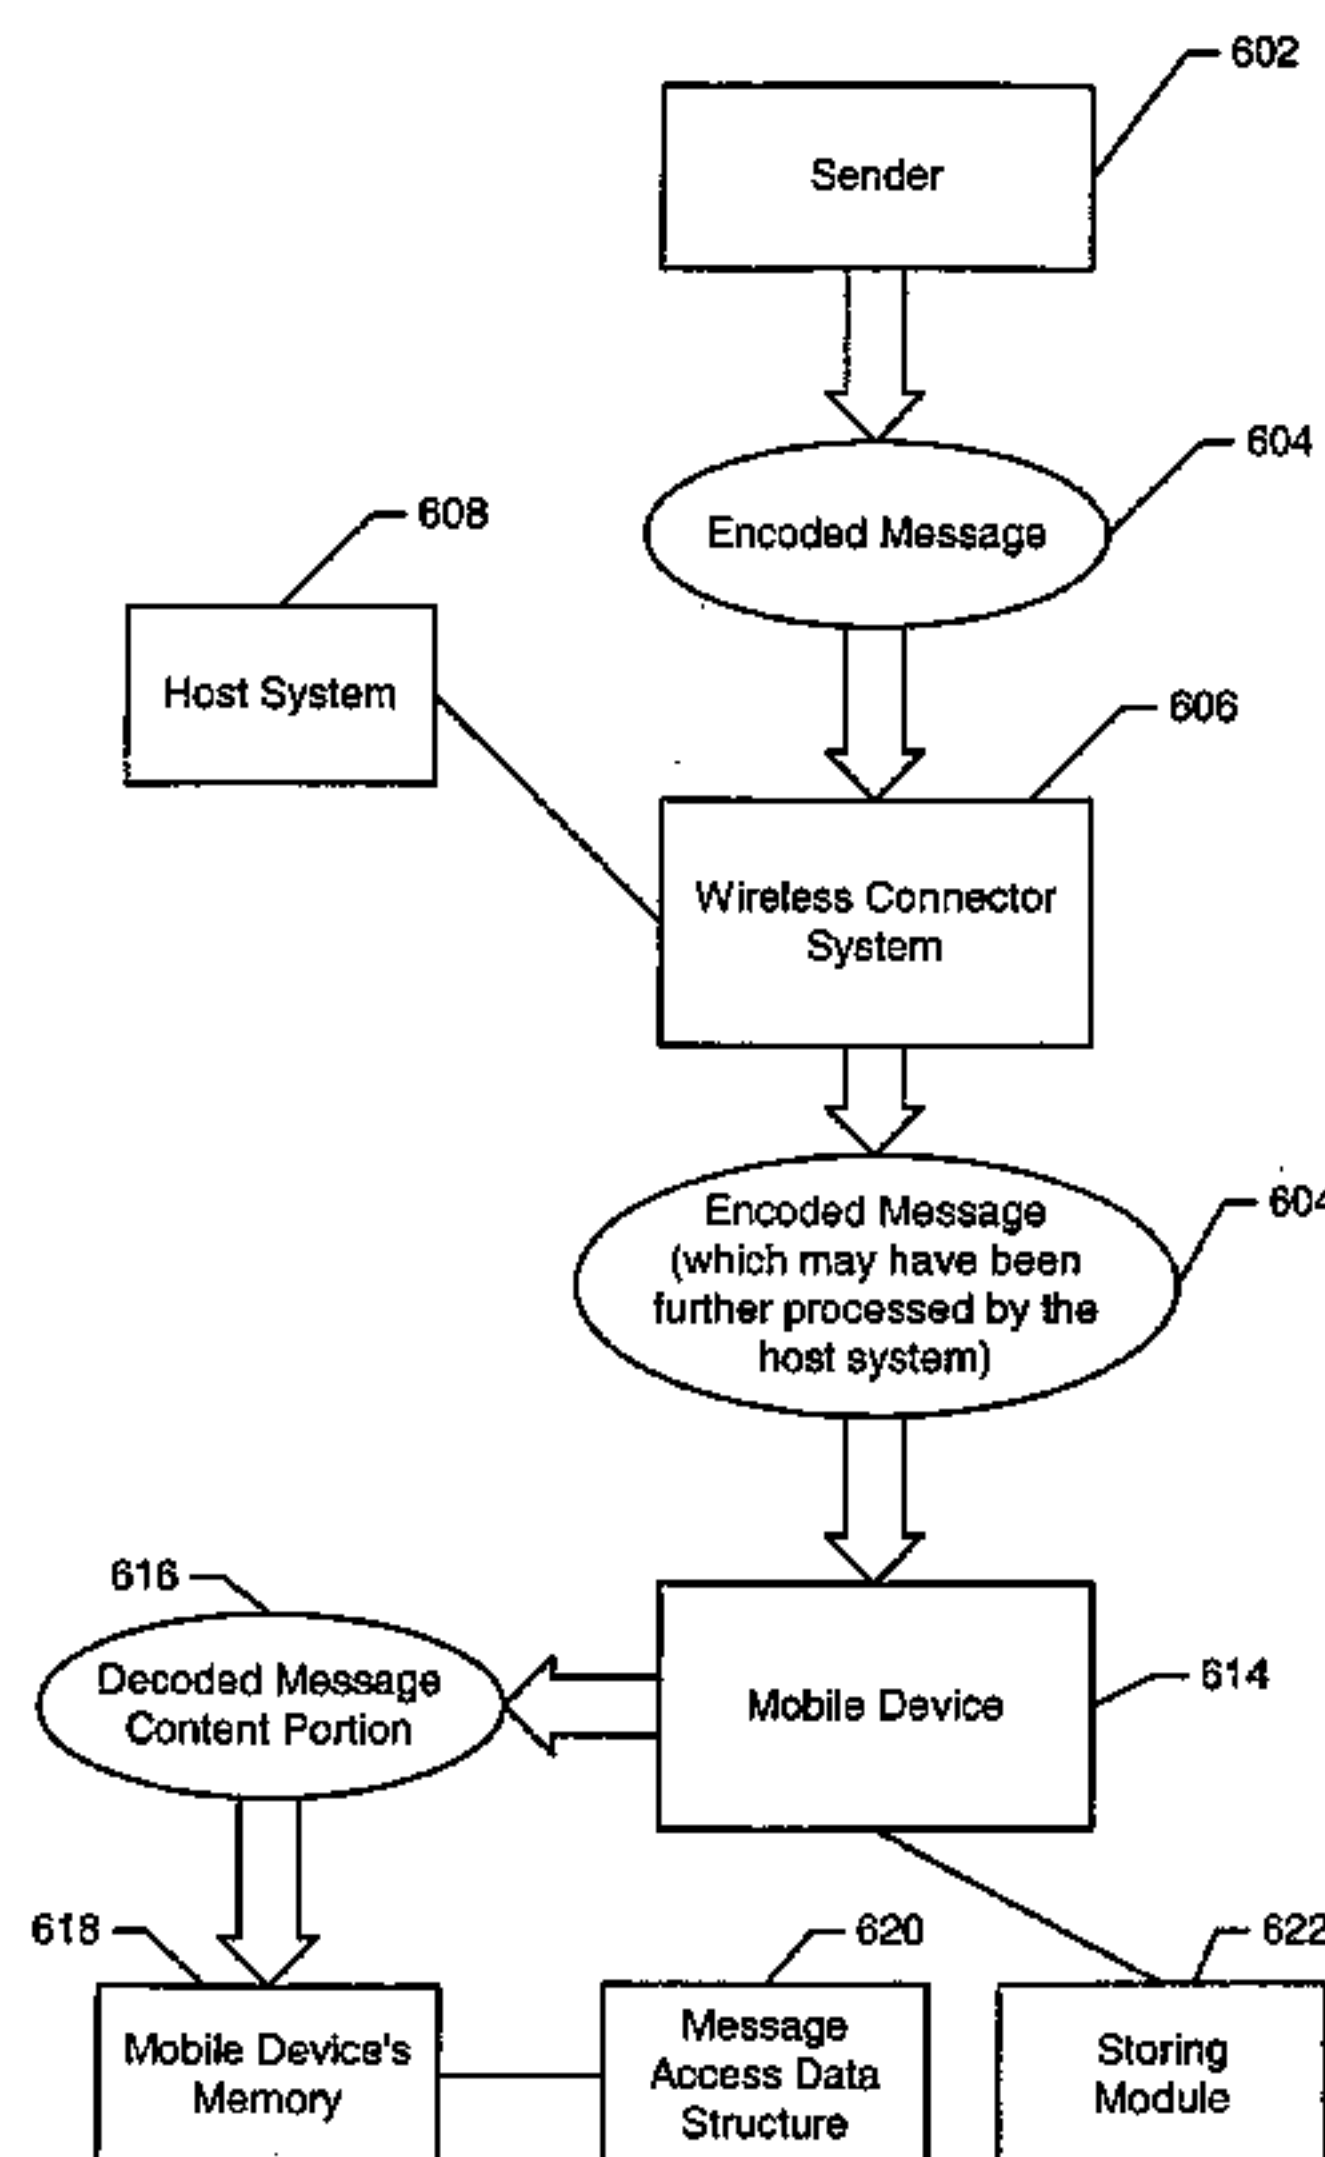 602
Sender
604
Encoded Message
608
Host System
606
Wireless Connector
System
604
Encoded Message
(which may have been
further processed by the
host system)
616
Decoded Message
Content Portion
614
Mobile Device
618
620
622
Mobile Device's
Memory
Message
Access Data
Structure
Storing
Module